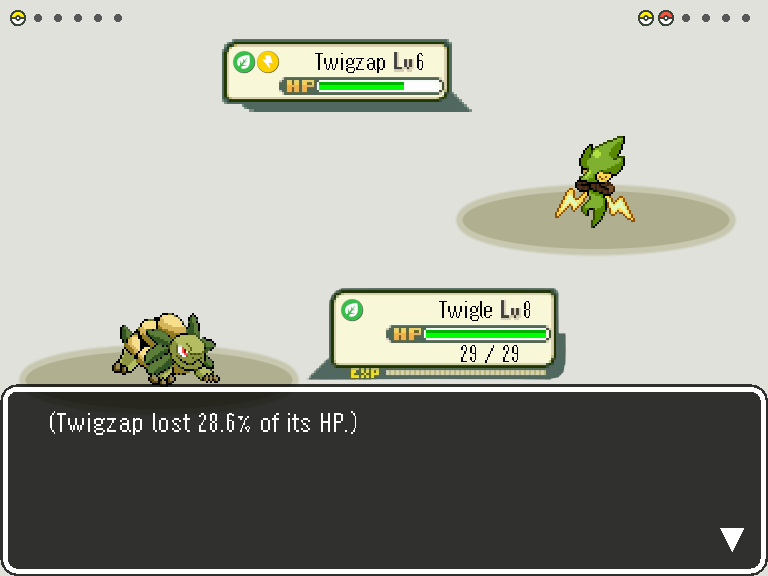 Twigzap Lv6
HP
Twigle Lv8
HP
29 / 29
EXP
(Twigzap lost 28.6% of its HP.)